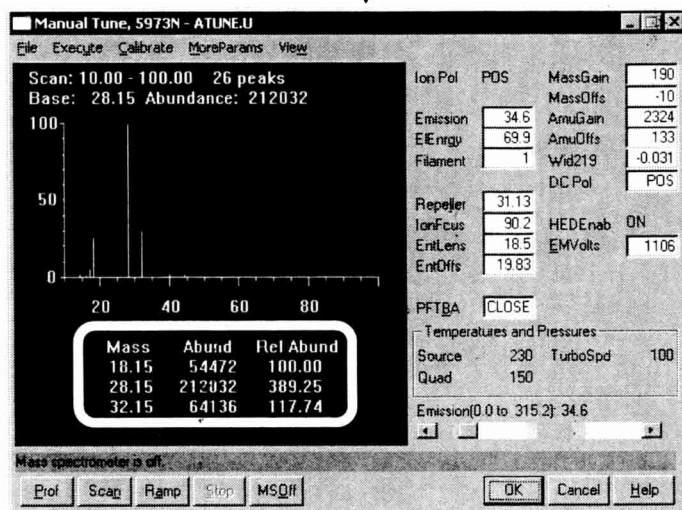 Manual Tune, 5973N - ATUNE.U
File Execute Calibrate MoreParams View
Scan: 10.00 - 100.00 26 peaks
Base: 28.15 Abundance: 212032
100
50
0
20 40 60 80
Mass Abund Rel Abund
18.15 54472 100.00
28.15 212032 389.25
32.15 64136 117.74
Ion Pol POS
Emission 34.6
ElEnrgy 69.9
Filament 1
Repeller 31.13
IonFcus 90.2
EntLens 18.5
EntOffs 19.83
PFTBA CLOSE
MassGain 190
MassOffs -10
AmuGain 2324
AmuOffs 133
Wid219 -0.031
DC Pol POS
HEDEnab ON
EMVolts 1106
Temperatures and Pressures
Source 230 TurboSpd 100
Quad 150
Emission(0.0 to 315.2): 34.6
Mass spectrometer is off.
Prof Scan Ramp Stop MSOff OK Cancel Help